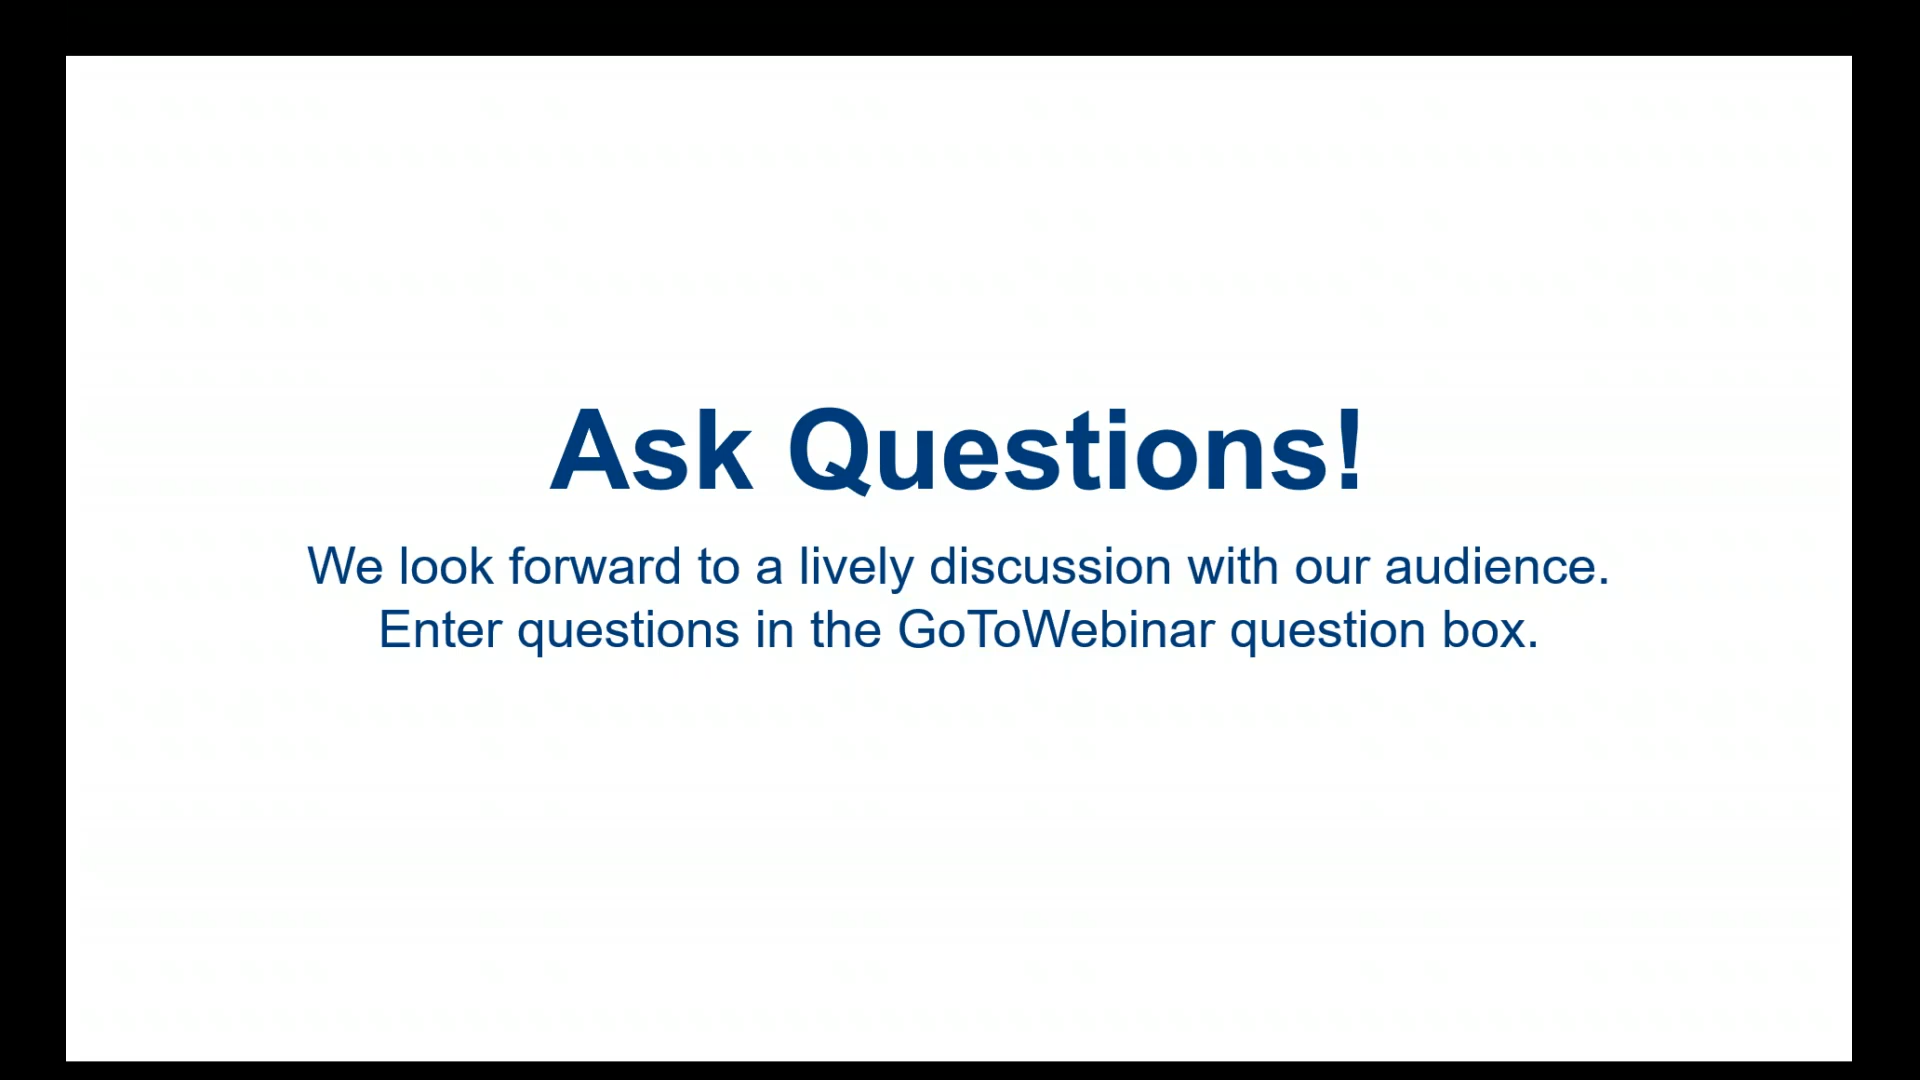 Ask Questions!
We look forward to a lively discussion with our audience.
Enter questions in the GoToWebinar question box.